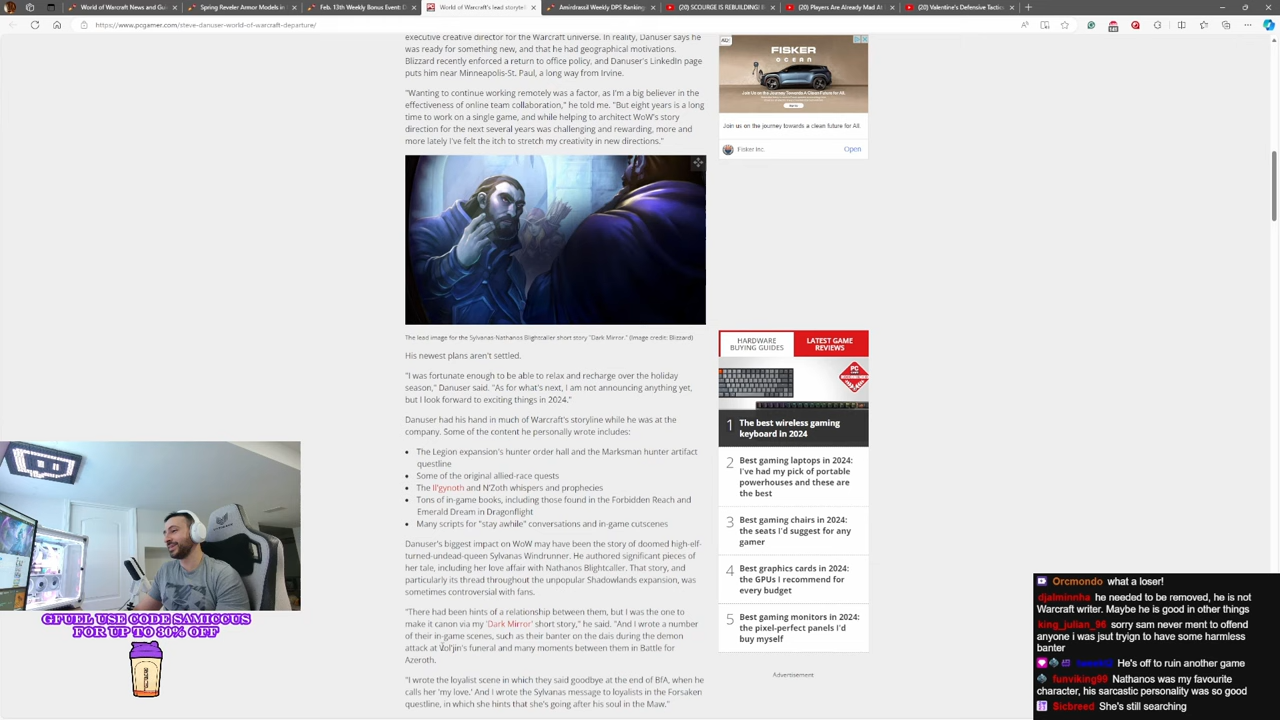 World of Warcraft News and Gu
Spring Reveler Armor Models in
Feb. 13th Weekly Bonus Event: D
World of Warcraft's lead storytel
Amirdrassil Weekly DPS Ranking
(20) SCOURGE IS REBUILDING!
(20) Players Are Already Mad At
(20) Valentine's Defensive Tactic
https://www.pcgamer.com/steve-danuser-world-of-warcraft-departure/
executive creative director for the Warcraft universe. In reality, Danuser says he
was ready for something new, and that he had geographical motivations.
Blizzard recently enforced a return to office policy, and Danuser's LinkedIn page
puts him near Minneapolis-St. Paul, a long way from Irvine.
"Wanting to continue working remotely was a factor, as I'm a big believer in the
effectiveness of online team collaboration," he told me. "But eight years is a long
time to work on a single game, and while helping to architect WoW's story
direction for the next several years was challenging and rewarding, more and
more lately I've felt the itch to stretch my creativity in new directions."
The lead image for the Sylvanas-Nathanos Blightcaller short story "Dark Mirror." (Image credit: Blizzard)
His newest plans aren't settled.
"I was fortunate enough to be able to relax and recharge over the holiday
season," Danuser said. "As for what's next, I am not announcing anything yet,
but I look forward to exciting things in 2024."
Danuser had his hand in much of Warcraft's storyline while he was at the
company. Some of the content he personally wrote includes:
The Legion expansion's hunter order hall and the Marksman hunter artifact
questline
Some of the original allied-race quests
The Il'gynoth and N'Zoth whispers and prophecies
Tons of in-game books, including those found in the Forbidden Reach and
Emerald Dream in Dragonflight
Many scripts for "stay awhile" conversations and in-game cutscenes
Danuser's biggest impact on WoW may have been the story of doomed high-elf-
turned-undead-queen Sylvanas Windrunner. He authored significant pieces of
her tale, including her love affair with Nathanos Blightcaller. That story, and
particularly its thread throughout the unpopular Shadowlands expansion, was
sometimes controversial with fans.
"There had been hints of a relationship between them, but I was the one to
make it canon via my 'Dark Mirror' short story," he said. "And I wrote a number
of their in-game scenes, such as their banter on the dais during the demon
attack at Vol'jin's funeral and many moments between them in Battle for
Azeroth.
"I wrote the loyalist scene in which they said goodbye at the end of BfA, when he
calls her 'my love.' And I wrote the Sylvanas message to loyalists in the Forsaken
questline, in which she hints that she's going after his soul in the Maw."
AD
FISKER
OCEAN
Join Us on the Journey Towards A Clean Future for All.
Join us on the journey towards a clean future for All.
Fisker Inc.
Open
HARDWARE
BUYING GUIDES
LATEST GAME
REVIEWS
1 The best wireless gaming
keyboard in 2024
2 Best gaming laptops in 2024:
I've had my pick of portable
powerhouses and these are
the best
3 Best gaming chairs in 2024:
the seats I'd suggest for any
gamer
4 Best graphics cards in 2024:
the GPUs I recommend for
every budget
5 Best gaming monitors in 2024:
the pixel-perfect panels I'd
buy myself
Advertisement
GFUEL USE CODE SAMICCUS
FOR UP TO 30% OFF
Orcmondo what a loser!
djalminnha he needed to be removed, he is not
Warcraft writer. Maybe he is good in other things
king_julian_96 sorry sam never ment to offend
anyone i was jsut tryign to have some harmless
banter
He's off to ruin another game
funviking99 Nathanos was my favourite
character, his sarcastic personality was so good
Sicbreed She's still searching